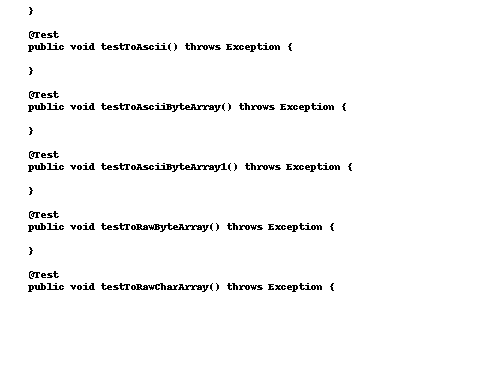 }
@Test
public void testToAscii() throws Exception {
}
@Test
public void testToAsciiByteArray() throws Exception {
}
@Test
public void testToAsciiByteArray1() throws Exception {
}
@Test
public void testToRawByteArray() throws Exception {
}
@Test
public void testToRawCharArray() throws Exception {